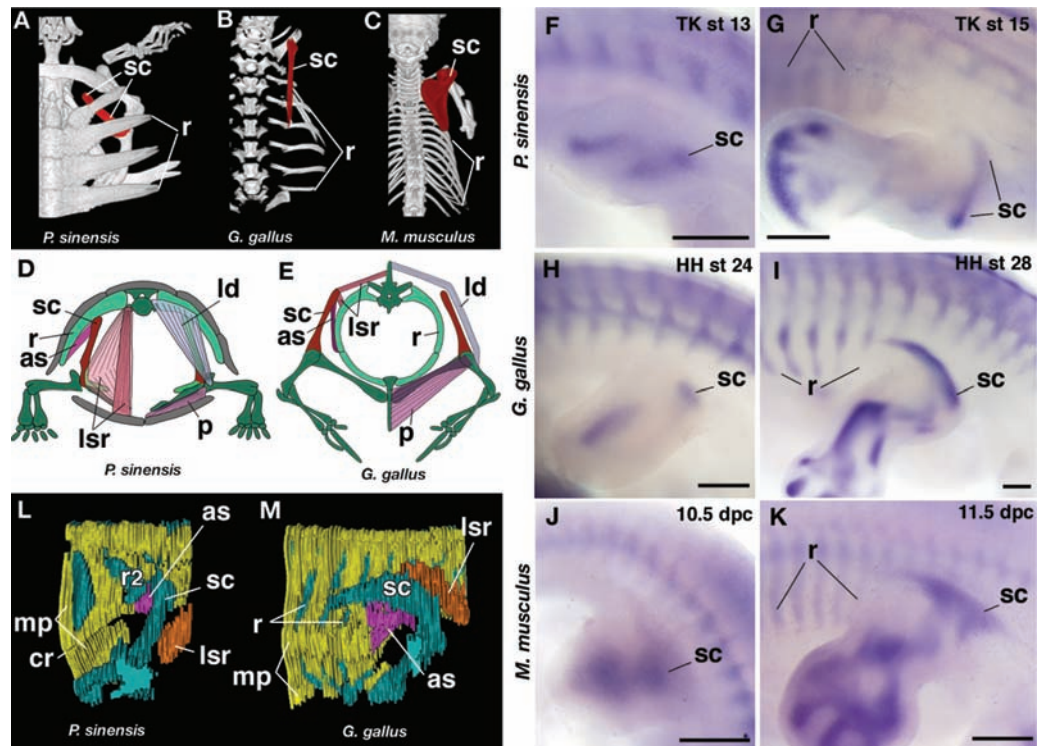 A
sc
r
P. sinensis
B
sc
r
G. gallus
C
sc
r
M. musculus
D
sc
r
as
ld
lsr
p
P. sinensis
E
sc
as
lsr
r
ld
p
G. gallus
L
as
r2
sc
mp
cr
lsr
P. sinensis
M
lsr
sc
r
as
mp
G. gallus
P. sinensis
F
TK st 13
sc
G
TK st 15
r
sc
G. gallus
H
HH st 24
sc
I
HH st 28
r
sc
M. musculus
J
10.5 dpc
sc
K
11.5 dpc
r
sc